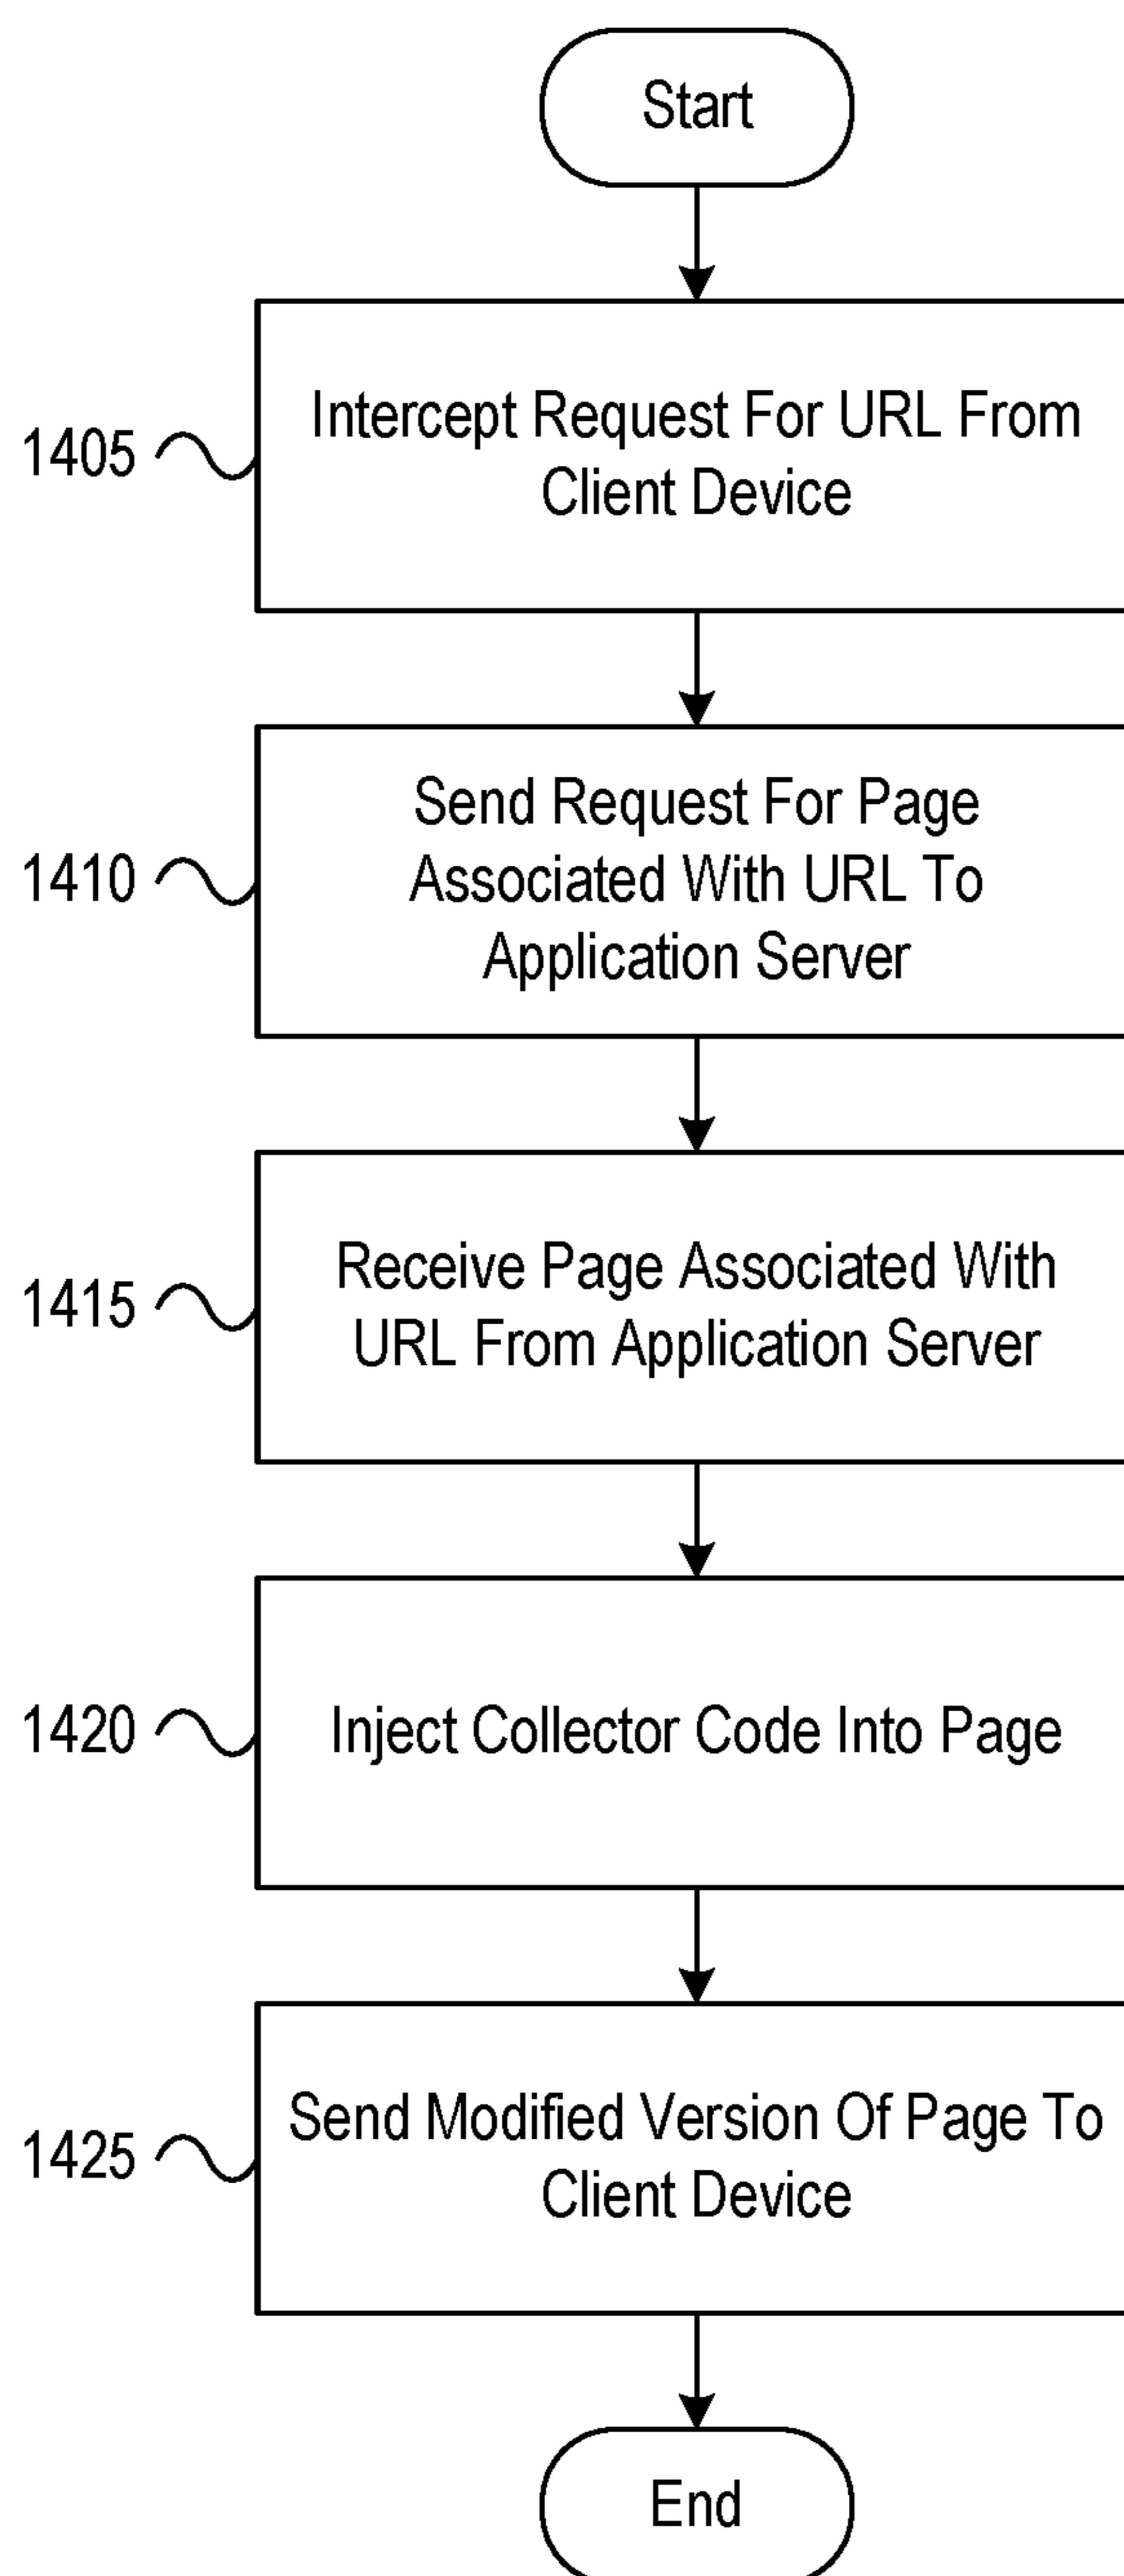 Start
1405
Intercept Request For URL From
Client Device
1410
Send Request For Page
Associated With URL To
Application Server
1415
Receive Page Associated With
URL From Application Server
1420
Inject Collector Code Into Page
1425
Send Modified Version Of Page To
Client Device
End